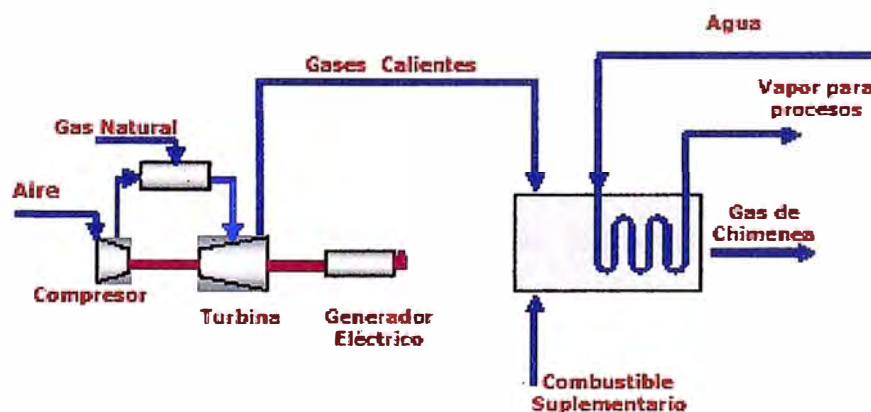 Agua
Gases Calientes
Vapor para
procesos
Gas Natural
Aire
Gas de
Chimenea
Compresor
Turbina
Generador
Eléctrico
Combustible
Suplementario